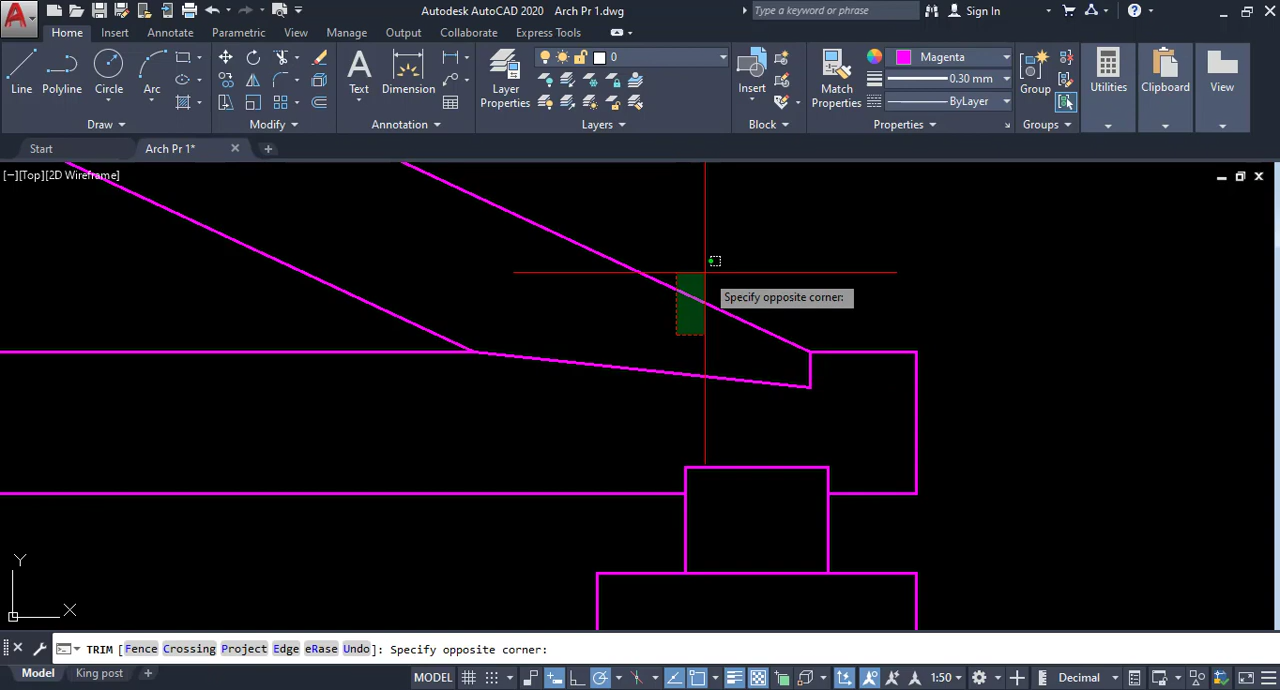 Autodesk AutoCAD 2020 Arch Pr 1.dwg
Type a keyword or phrase
Sign In
Home Insert Annotate Parametric View Manage Output Collaborate Express Tools
Line
Polyline
Circle
Arc
Text
Dimension
Layer
Properties
0
Insert
Match
Properties
Magenta
0.30 mm
ByLayer
Group
Utilities
Clipboard
View
Draw
Modify
Annotation
Layers
Block
Properties
Groups
Start
Arch Pr 1*
[−][Top][2D Wireframe]
Specify opposite corner:
Y
X
TRIM [Fence Crossing Project Edge eRase Undo]: Specify opposite corner:
Model
King post
MODEL
1:50
Decimal